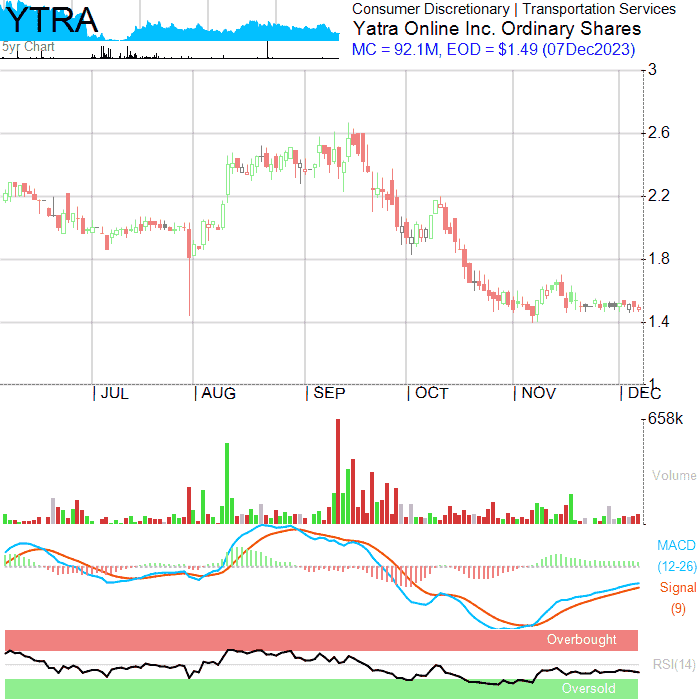 YTRA
5yr Chart
Consumer Discretionary | Transportation Services
Yatra Online Inc. Ordinary Shares
MC = 92.1M, EOD = $1.49 (07Dec2023)
3
2.6
2.2
1.8
1.4
1
JUL AUG SEP OCT NOV DEC
658k
Volume
MACD
(12-26)
Signal
(9)
Overbought
RSI(14)
Oversold